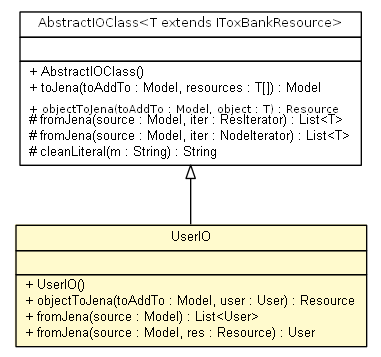 AbstractIOClass<T extends IToxBankResource>
+ AbstractIOClass()
+ toJena(toAddTo : Model, resources : T[]) : Model
+ objectToJena(toAddTo : Model, object : T) : Resource
# fromJena(source : Model, iter : ResIterator) : List<T>
# fromJena(source : Model, iter : NodeIterator) : List<T>
# cleanLiteral(m : String) : String
UserIO
+ UserIO()
+ objectToJena(toAddTo : Model, user : User) : Resource
+ fromJena(source : Model) : List<User>
+ fromJena(source : Model, res : Resource) : User